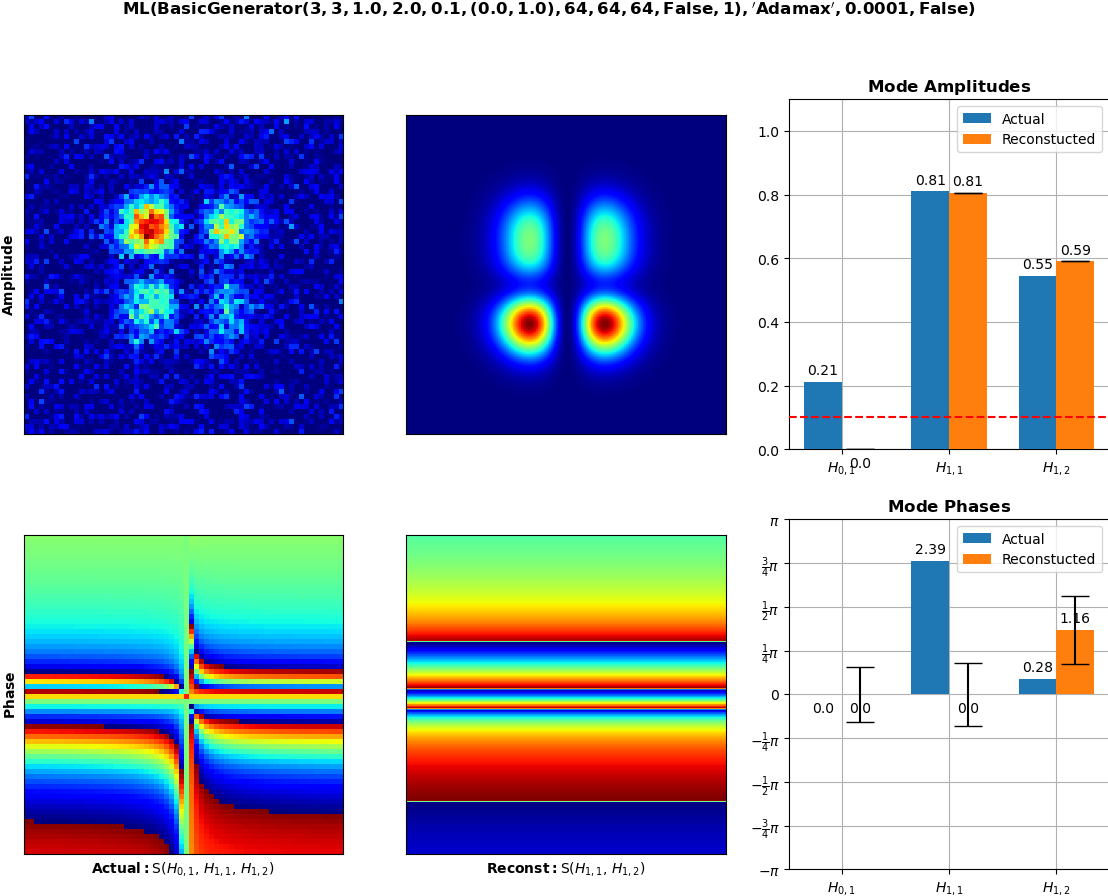 ML(BasicGenerator(3, 3, 1.0, 2.0, 0.1, (0.0, 1.0), 64, 64, 64, False, 1), ′Adamax′, 0.0001, False)
Amplitude
Mode Amplitudes
Actual
Reconstucted
1.0
0.8
0.6
0.4
0.2
0.0
0.21
0.0
0.81
0.81
0.55
0.59
H₀,₁
H₁,₁
H₁,₂
Phase
Actual: S(H₀,₁, H₁,₁, H₁,₂)
Reconst: S(H₁,₁, H₁,₂)
Mode Phases
Actual
Reconstucted
π
3/4π
1/2π
1/4π
0
−1/4π
−1/2π
−3/4π
−π
0.0
0.0
2.39
0.0
0.28
1.16
H₀,₁
H₁,₁
H₁,₂